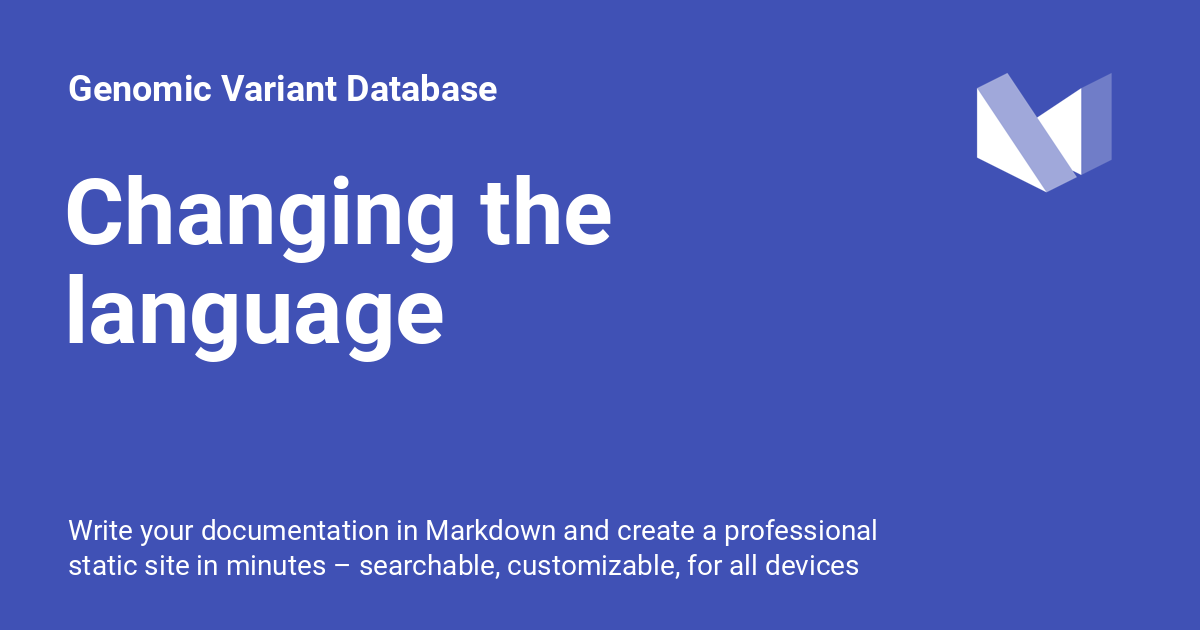 Genomic Variant Database
Changing the
language
Write your documentation in Markdown and create a professional
static site in minutes – searchable, customizable, for all devices